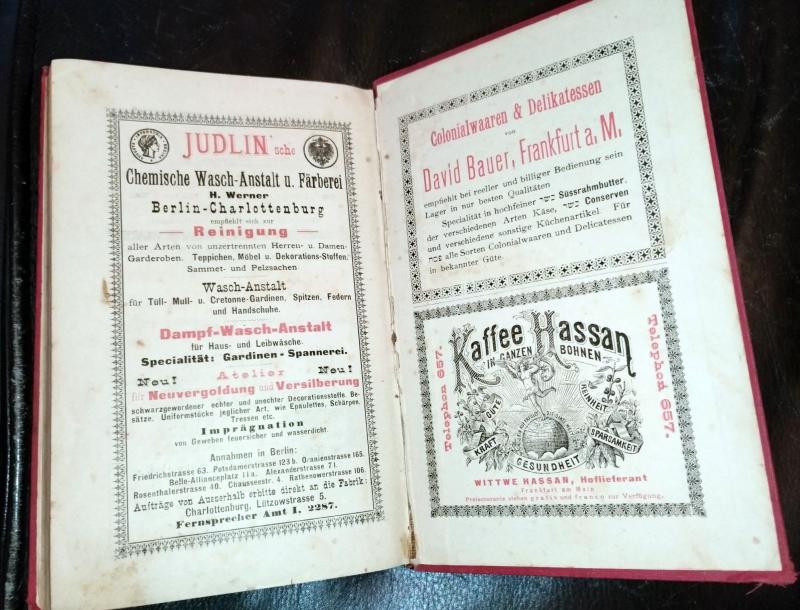 JUDLIN'sche
Chemische Wasch-Anstalt u. Färberei
H. Werner
Berlin-Charlottenburg
empfiehlt sich zur
Reinigung
aller Arten von unzertrennten Herren- u. Damen-
Garderoben. Teppichen, Möbel u. Dekorations-Stoffen,
Sammet- und Pelzsachen
Wasch-Anstalt
für Tüll- Mull- u. Cretonne-Gardinen, Spitzen, Federn
und Handschuhe.
Dampf-Wasch-Anstalt
für Haus- und Leibwäsche.
Specialität: Gardinen-Spannerei.
Neu! Atelier Neu!
für Neuvergoldung und Versilberung
schwarzgewordener echter und unechter Decorationsstoffe. Be-
sätze. Uniformstücke jeglicher Art, wie Epaulettes, Schärpen,
Tressen etc.
Imprägnation
von Geweben feuersicher und wasserdicht.
Annahmen in Berlin:
Friedrichstrasse 63. Potsdamerstrasse 123 b. Oranienstrasse 165.
Belle-Allianceplatz 11a. Alexanderstrasse 71.
Rosenthalerstrasse 40. Chausseestr. 4. Rathenowerstrasse 106.
Aufträge von Ausserhalb erbitte direkt an die Fabrik:
Charlottenburg, Lützowstrasse 5.
Fernsprecher Amt I. 2287.
Colonialwaaren & Delikatessen
von
David Bauer, Frankfurt a. M.
empfiehlt bei reeller und billiger Bedienung sein
Lager in nur besten Qualitäten
Specialität in hochfeiner כשר Süssrahmbutter,
der verschiedenen Arten Käse, כשר Conserven
und verschiedene sonstige Küchenartikel. Für
פסח alle Sorten Colonialwaaren und Delicatessen
in bekannter Güte.
Kaffee Hassan
IN GANZEN BOHNEN
Telephon 657.
Telephon 657.
GÜTE
REINHEIT
KRAFT
SPARSAMKEIT
GESUNDHEIT
WITTWE HASSAN, Hoflieferant
Frankfurt am Main
Preiscourante stehen gratis und franco zur Verfügung.